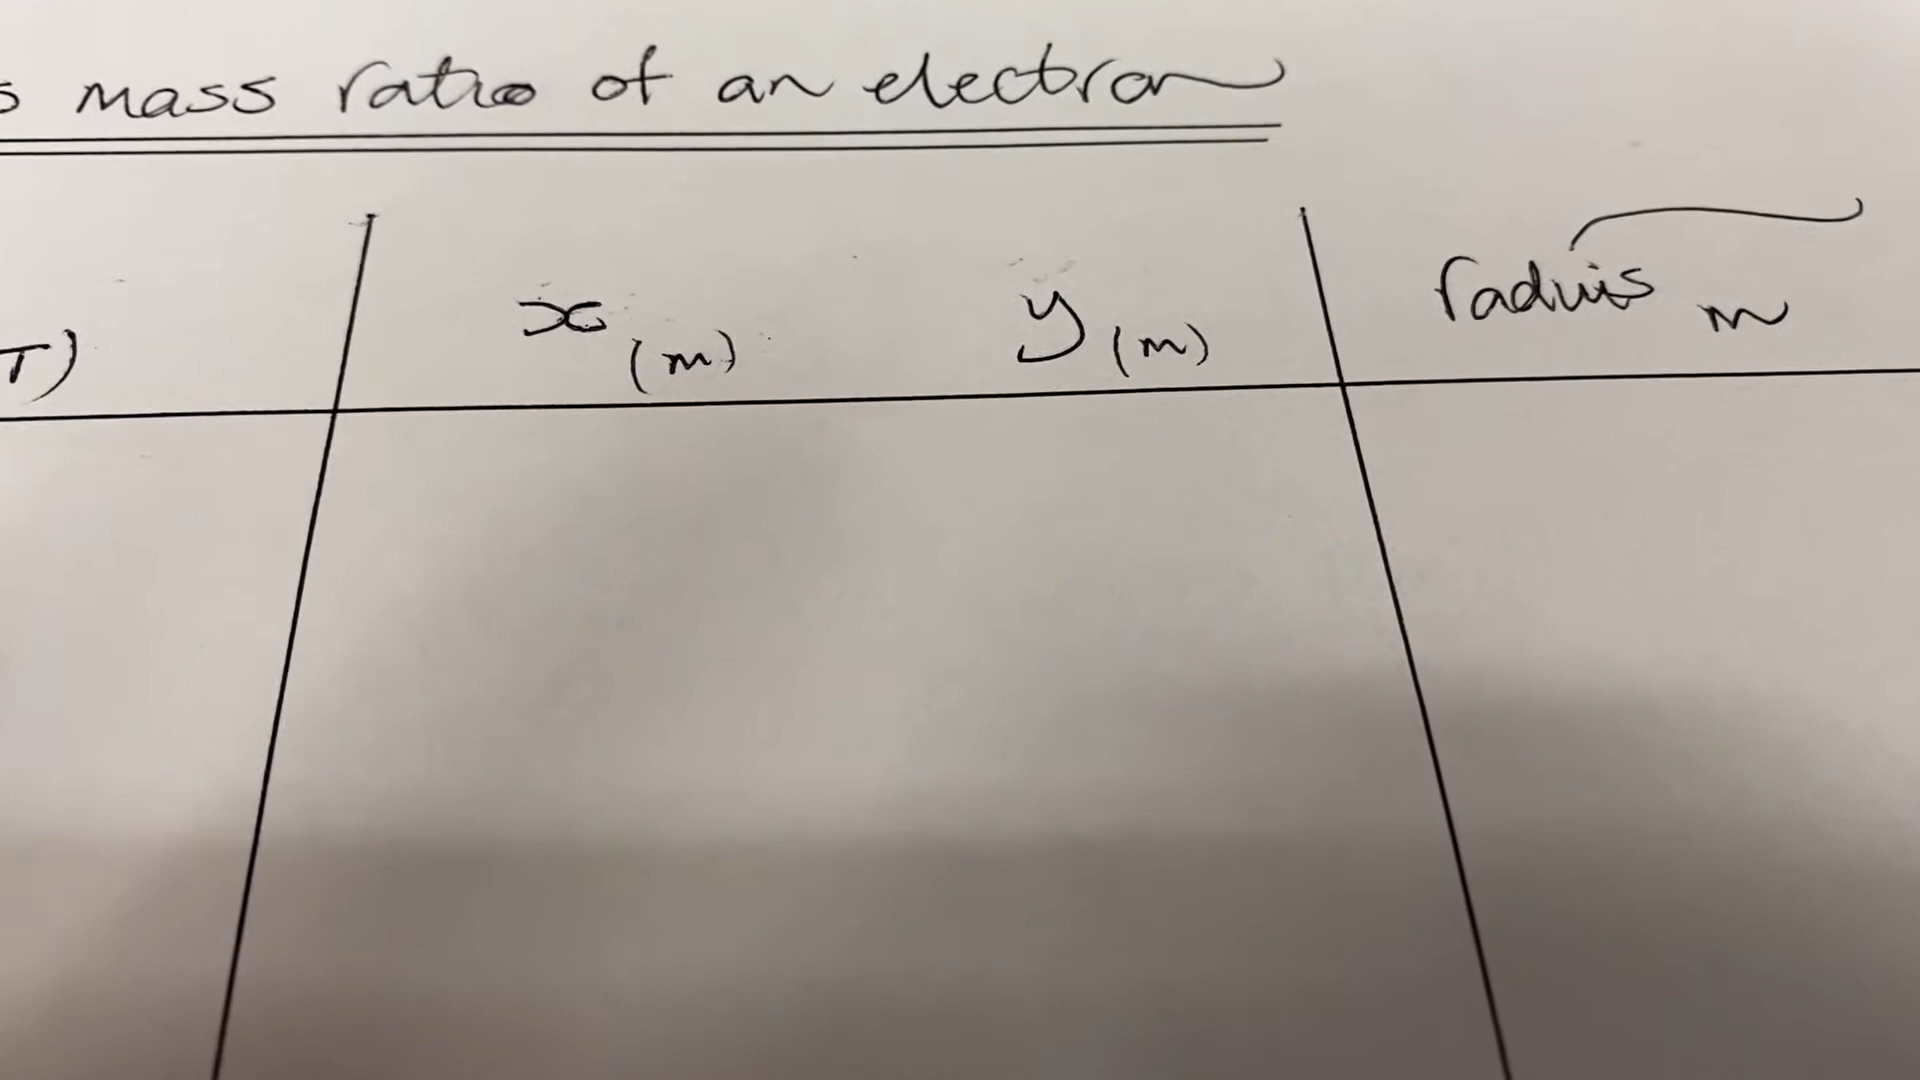 s mass ratio of an electron
T) x (m) y (m) radius m